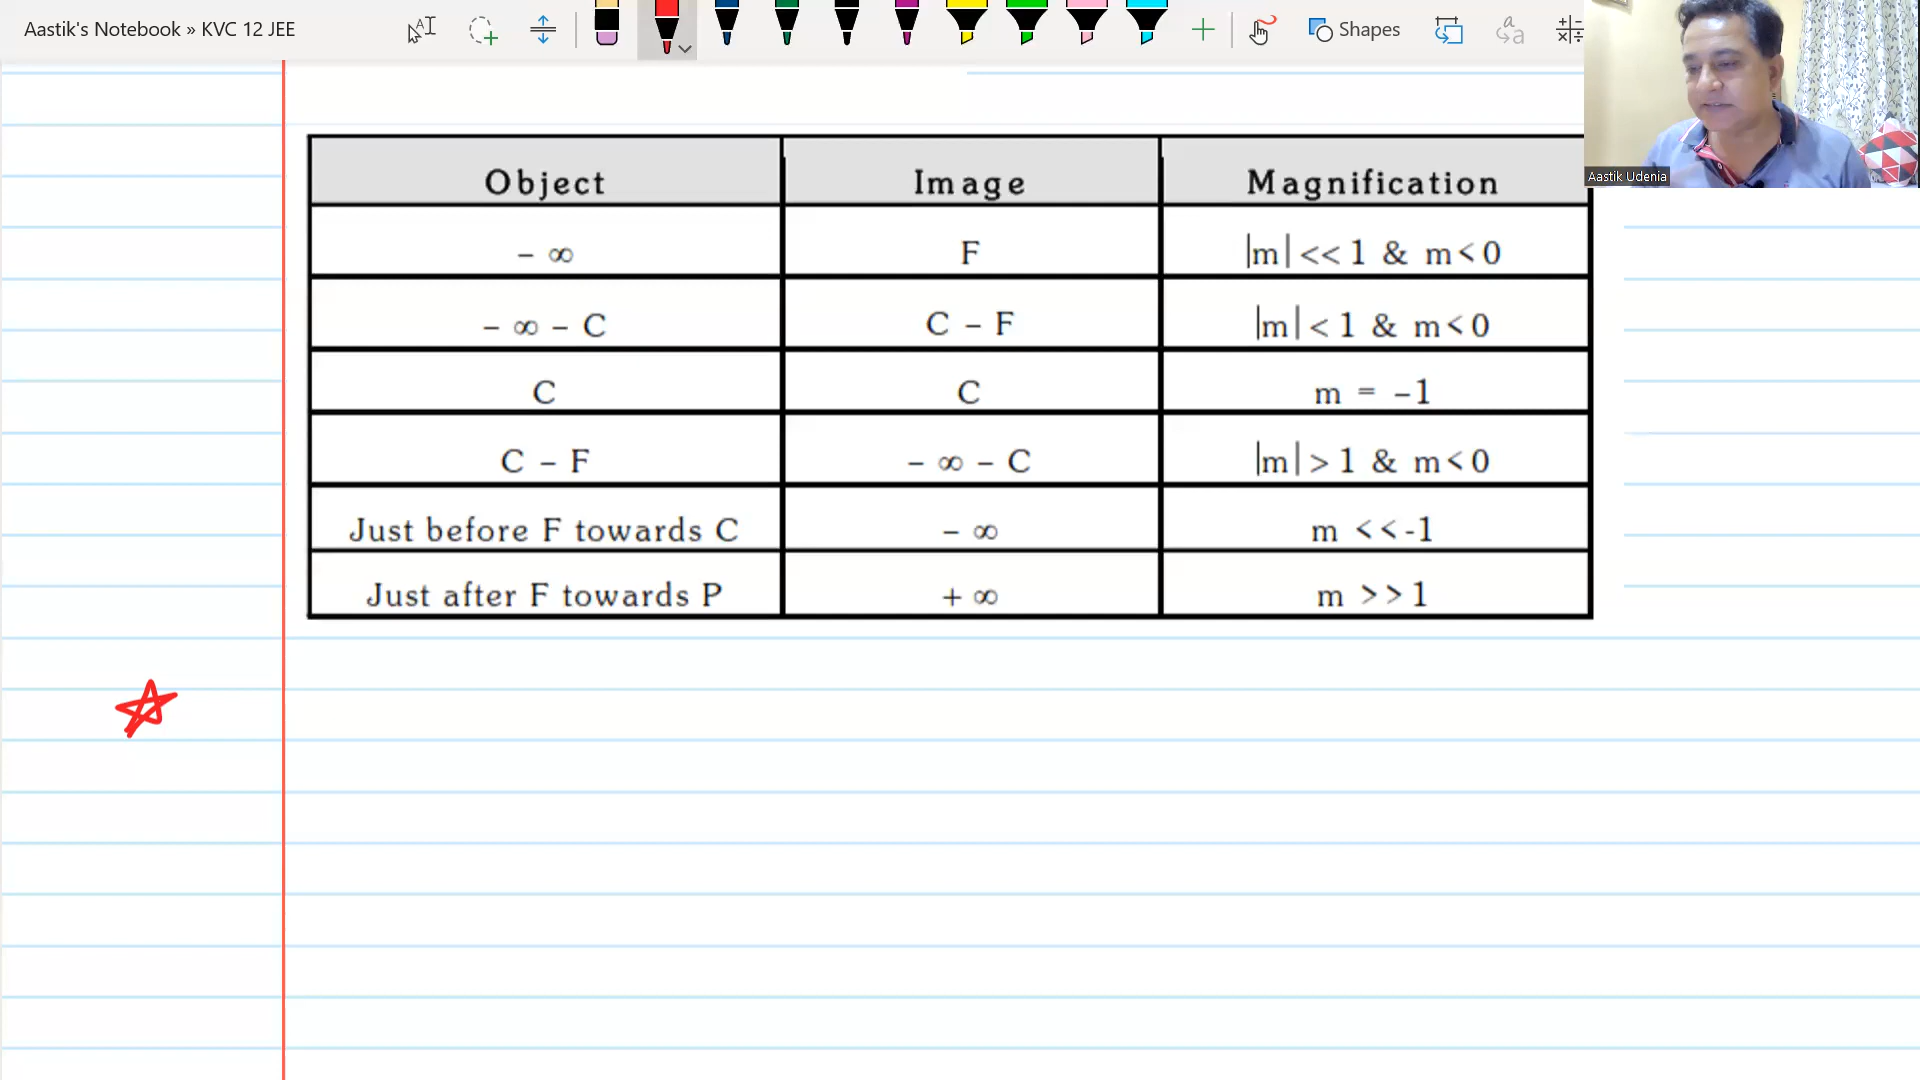 Aastik's Notebook » KVC 12 JEE
Shapes
Aastik Udenia
Object Image Magnification
– ∞ F |m| << 1 & m < 0
– ∞ – C C – F |m| < 1 & m < 0
C C m = –1
C – F – ∞ – C |m| > 1 & m < 0
Just before F towards C – ∞ m <<-1
Just after F towards P + ∞ m >> 1